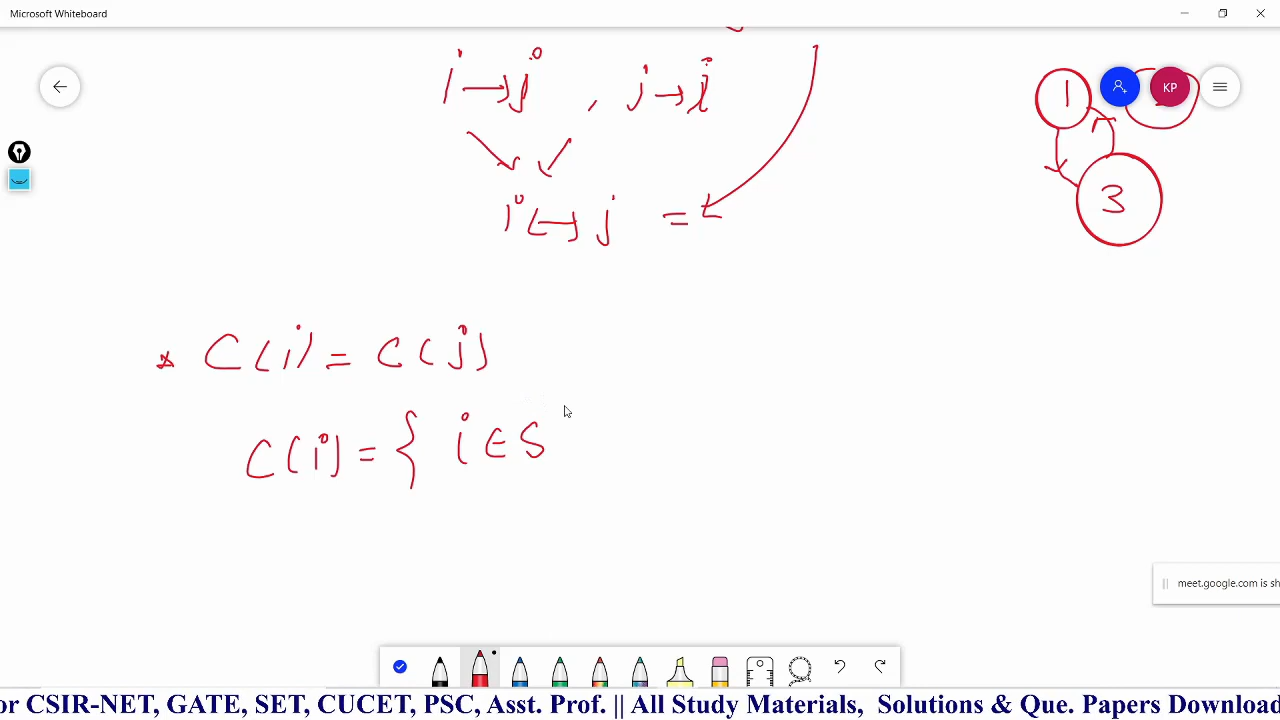 Microsoft Whiteboard
i → j , j → i
1
KP
i ↔ j =
3
* C(i) = C(j)
C(i) = { i ∈ S
meet.google.com is sh
or CSIR-NET, GATE, SET, CUCET, PSC, Asst. Prof. || All Study Materials, Solutions & Que. Papers Download